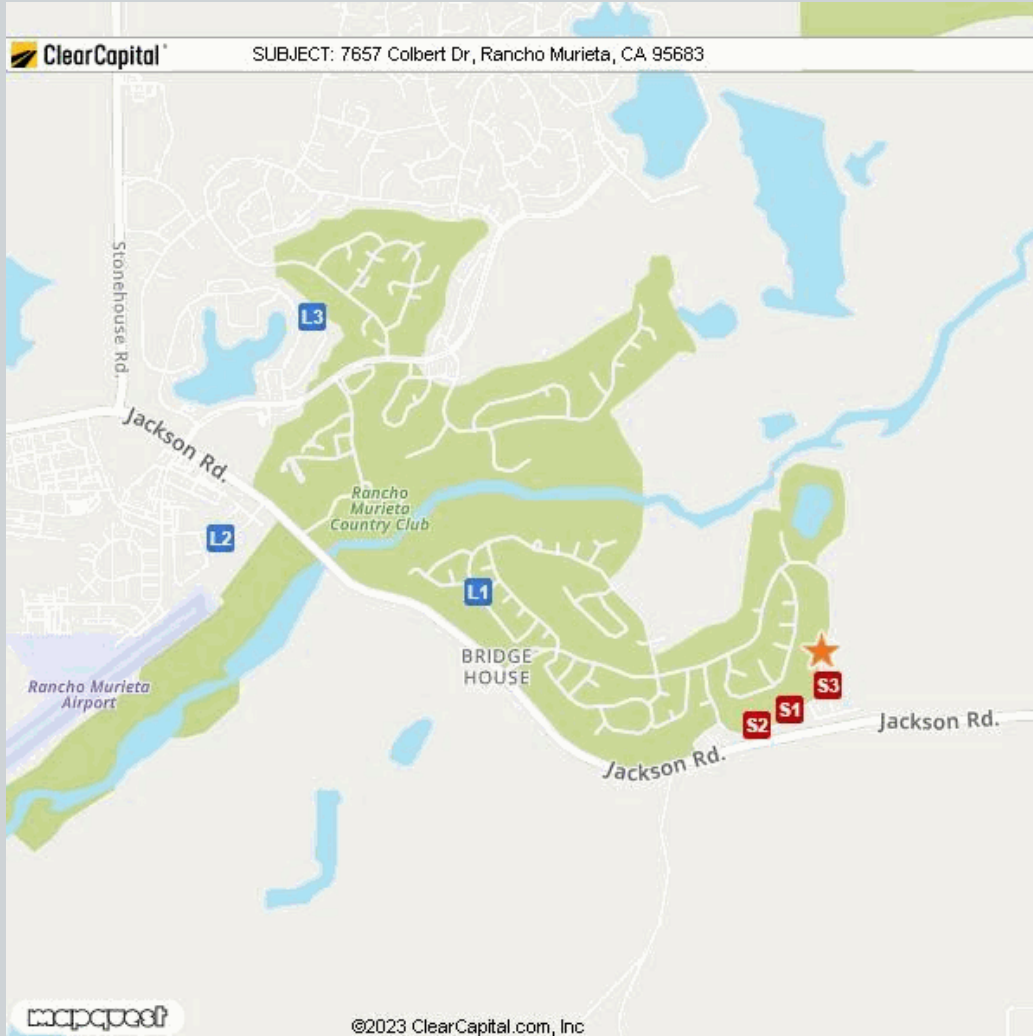 ClearCapital
SUBJECT: 7657 Colbert Dr, Rancho Murieta, CA 95683
Stonehouse Rd.
L3
Jackson Rd.
Rancho
Murieta
Country Club
L2
L1
BRIDGE
HOUSE
Rancho Murieta
Airport
S3
S1
S2
Jackson Rd.
Jackson Rd.
mapquest
©2023 ClearCapital.com, Inc